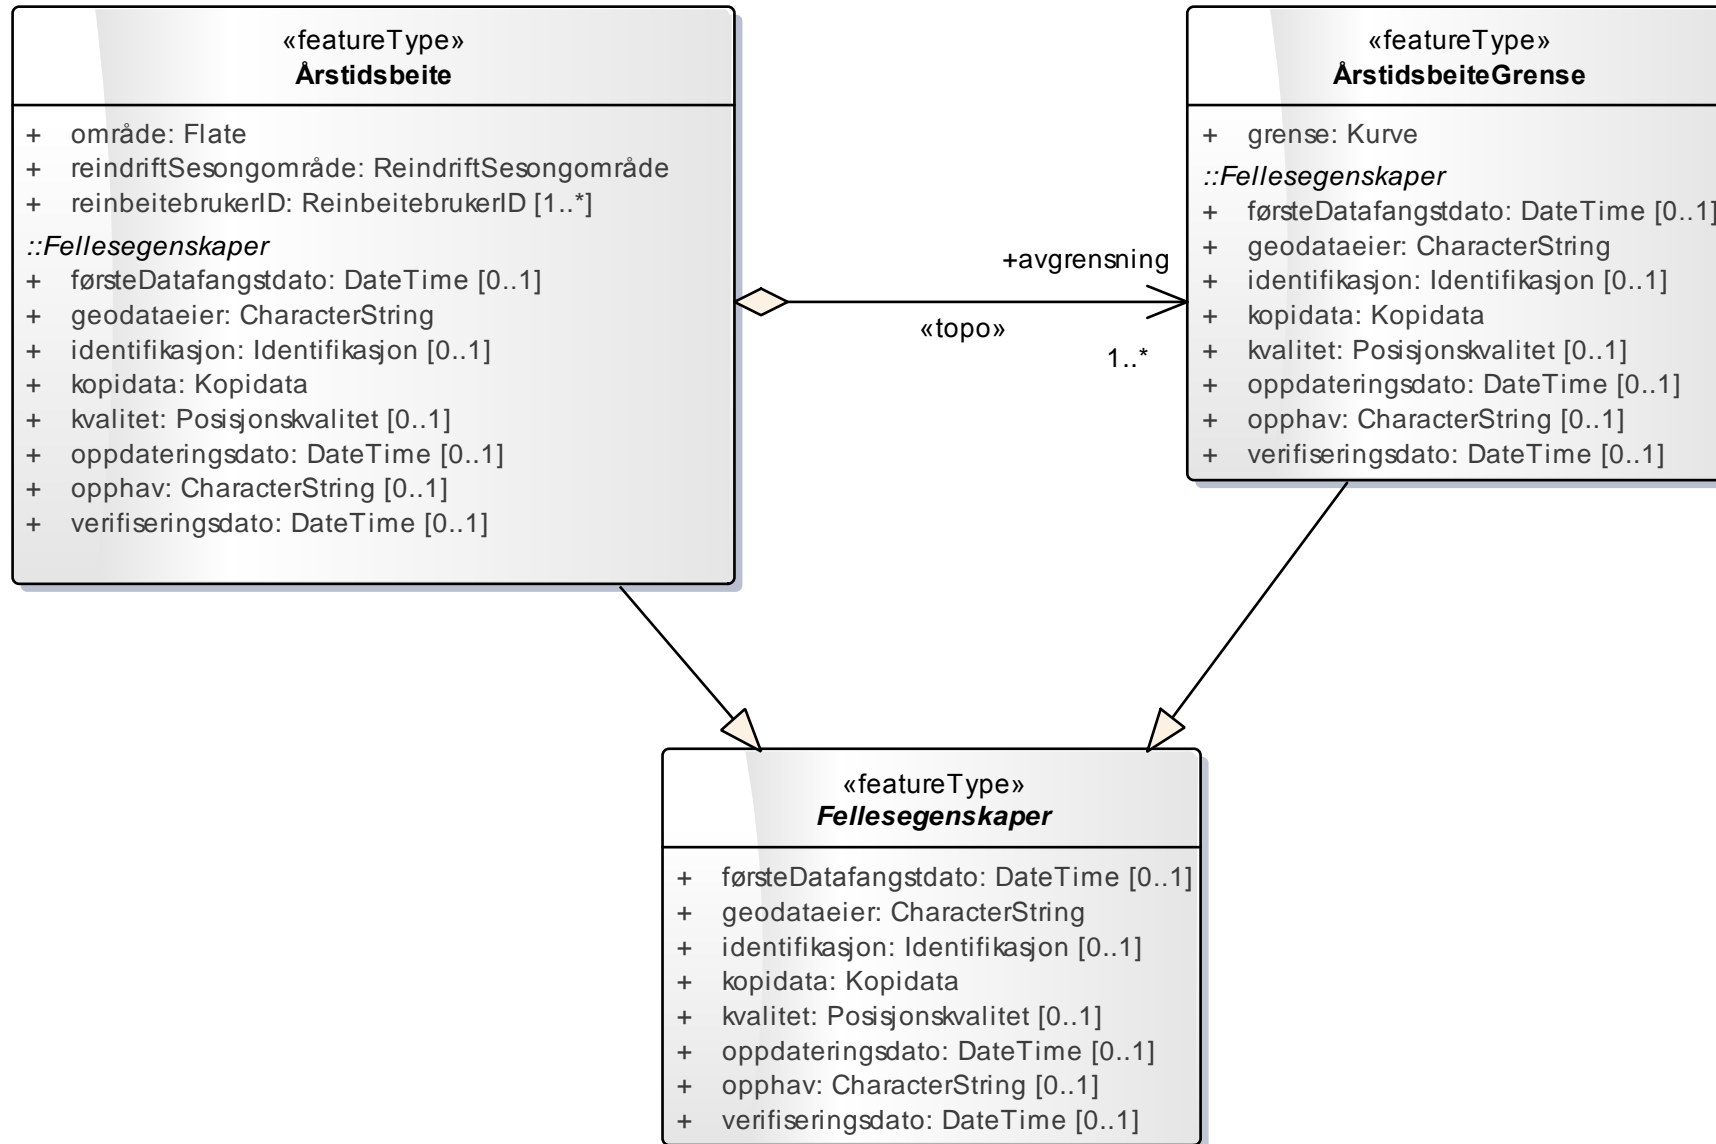 «featureType»
Årstidsbeite
+ område: Flate
+ reindriftSesongområde: ReindriftSesongområde
+ reinbeitebrukerID: ReinbeitebrukerID [1..*]
::Fellesegenskaper
+ førsteDatafangstdato: DateTime [0..1]
+ geodataeier: CharacterString
+ identifikasjon: Identifikasjon [0..1]
+ kopidata: Kopidata
+ kvalitet: Posisjonskvalitet [0..1]
+ oppdateringsdato: DateTime [0..1]
+ opphav: CharacterString [0..1]
+ verifiseringsdato: DateTime [0..1]
+avgrensning
«topo»
1..*
«featureType»
ÅrstidsbeiteGrense
+ grense: Kurve
::Fellesegenskaper
+ førsteDatafangstdato: DateTime [0..1]
+ geodataeier: CharacterString
+ identifikasjon: Identifikasjon [0..1]
+ kopidata: Kopidata
+ kvalitet: Posisjonskvalitet [0..1]
+ oppdateringsdato: DateTime [0..1]
+ opphav: CharacterString [0..1]
+ verifiseringsdato: DateTime [0..1]
«featureType»
Fellesegenskaper
+ førsteDatafangstdato: DateTime [0..1]
+ geodataeier: CharacterString
+ identifikasjon: Identifikasjon [0..1]
+ kopidata: Kopidata
+ kvalitet: Posisjonskvalitet [0..1]
+ oppdateringsdato: DateTime [0..1]
+ opphav: CharacterString [0..1]
+ verifiseringsdato: DateTime [0..1]